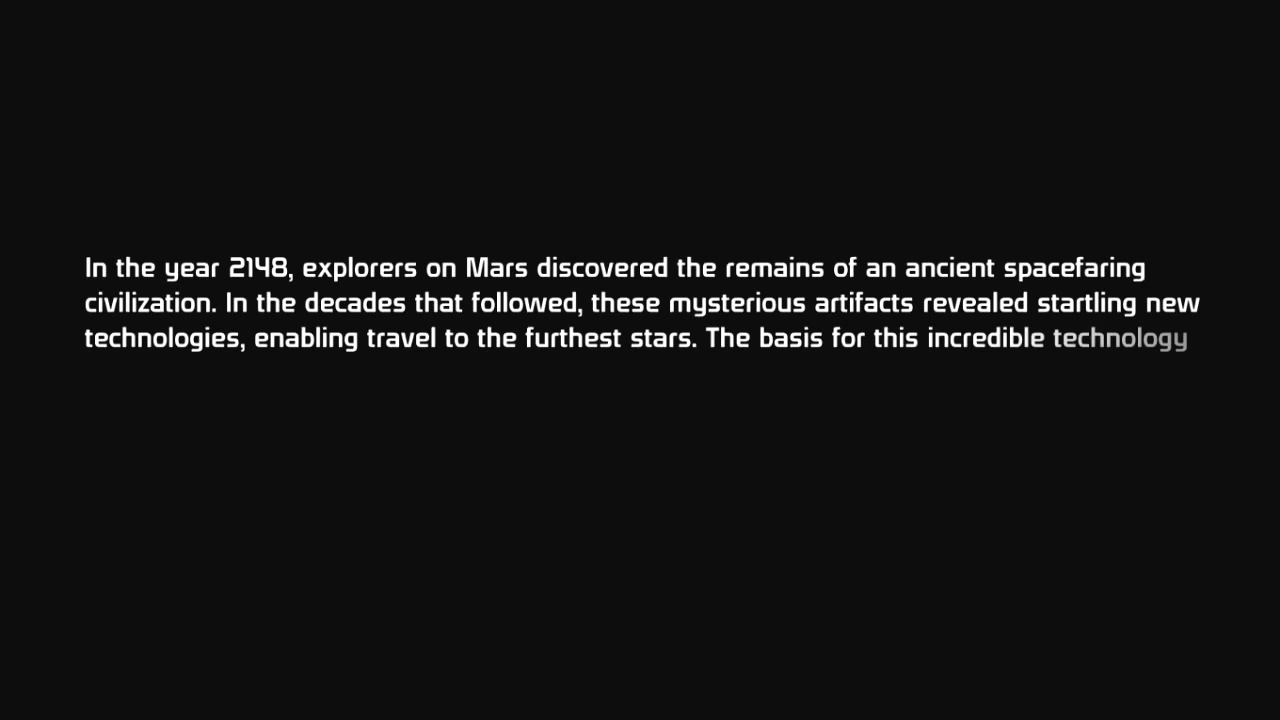 In the year 2148, explorers on Mars discovered the remains of an ancient spacefaring
civilization. In the decades that followed, these mysterious artifacts revealed startling new
technologies, enabling travel to the furthest stars. The basis for this incredible technology